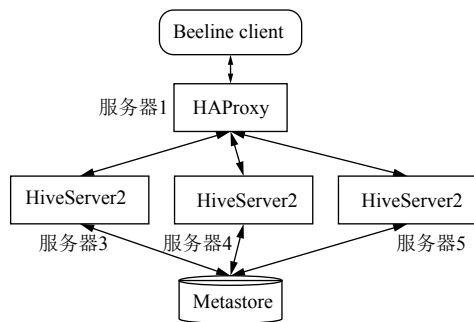 Beeline client
服务器1
HAProxy
HiveServer2
HiveServer2
HiveServer2
服务器3
服务器4
服务器5
Metastore